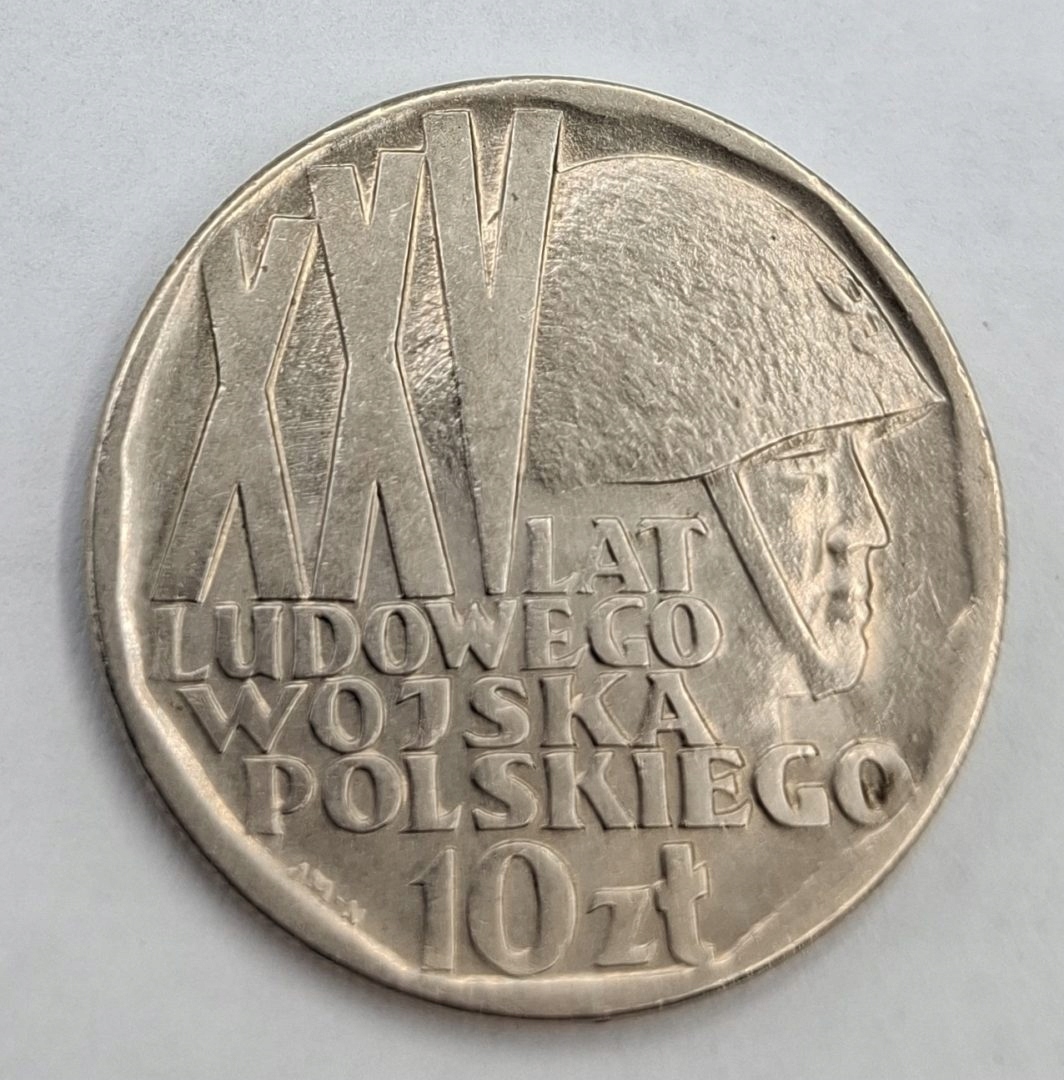 XXV
LAT
LUDOWEGO
WOJSKA
POLSKIEGO
10 zł